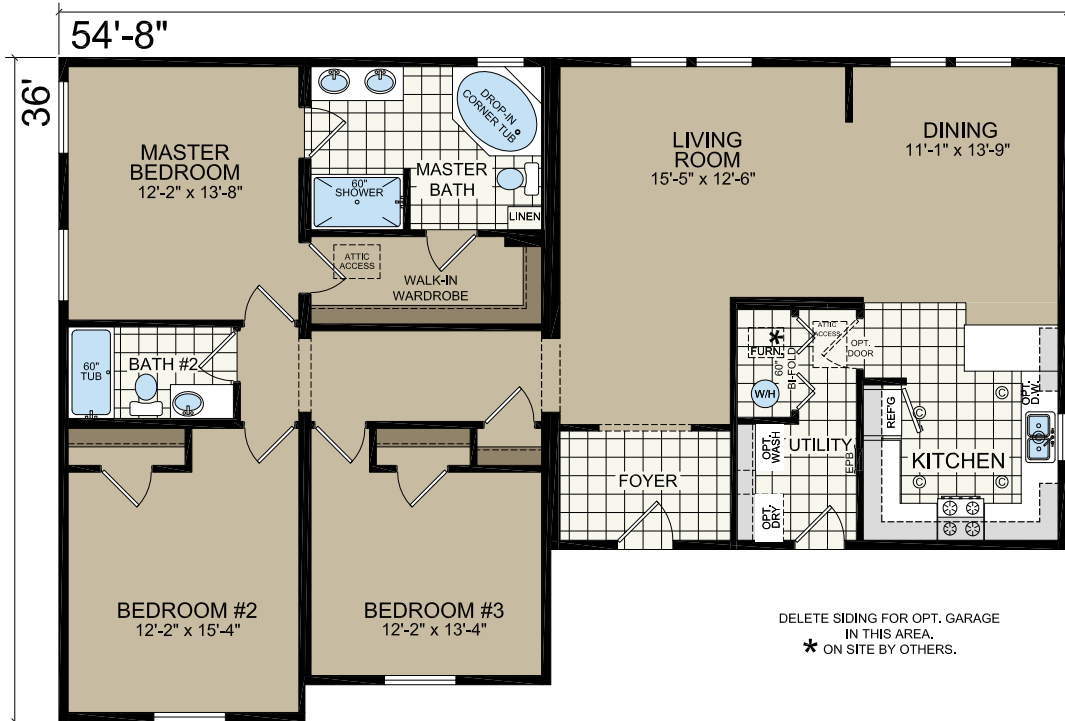 54'-8"
36'
MASTER
BEDROOM
12'-2" x 13'-8"
DROP-IN
CORNER TUB
MASTER
BATH
60"
SHOWER
LINEN
ATTIC
ACCESS
WALK-IN
WARDROBE
LIVING
ROOM
15'-5" x 12'-6"
DINING
11'-1" x 13'-9"
60"
TUB
BATH #2
*
FURN.
60"
BI-FOLD
W/H
ATTIC
ACCESS
OPT.
DOOR
OPT.
D.W.
REF'G
C
C
C
C
KITCHEN
OPT.
WASH
UTILITY
EPB
OPT.
DRY
FOYER
BEDROOM #2
12'-2" x 15'-4"
BEDROOM #3
12'-2" x 13'-4"
DELETE SIDING FOR OPT. GARAGE
IN THIS AREA.
* ON SITE BY OTHERS.